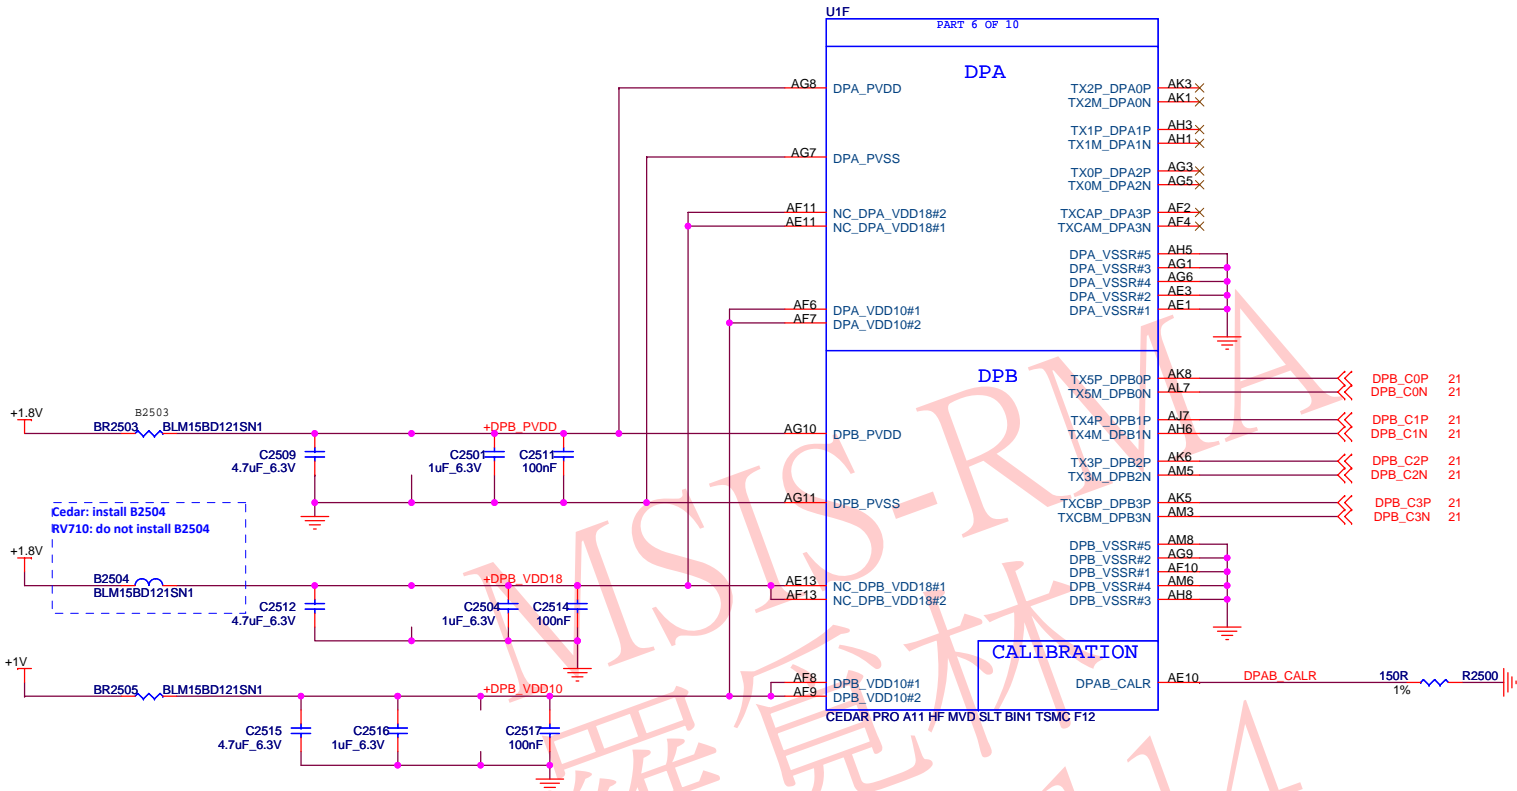 U1F
PART 6 OF 10
DPA
AG8 DPA_PVDD
TX2P_DPA0P AK3
TX2M_DPA0N AK1
TX1P_DPA1P AH3
TX1M_DPA1N AH1
AG7 DPA_PVSS
TX0P_DPA2P AG3
TX0M_DPA2N AG5
AF11 NC_DPA_VDD18#2
TXCAP_DPA3P AF2
AE11 NC_DPA_VDD18#1
TXCAM_DPA3N AF4
DPA_VSSR#5 AH5
DPA_VSSR#3 AG1
DPA_VSSR#4 AG6
DPA_VSSR#2 AE3
DPA_VSSR#1 AE1
AF6 DPA_VDD10#1
AF7 DPA_VDD10#2
DPB
TX5P_DPB0P AK8 DPB_C0P 21
TX5M_DPB0N AL7 DPB_C0N 21
TX4P_DPB1P AJ7 DPB_C1P 21
TX4M_DPB1N AH6 DPB_C1N 21
TX3P_DPB2P AK6 DPB_C2P 21
TX3M_DPB2N AM5 DPB_C2N 21
TXCBP_DPB3P AK5 DPB_C3P 21
TXCBM_DPB3N AM3 DPB_C3N 21
+1.8V
B2503
BR2503 BLM15BD121SN1
+DPB_PVDD
AG10 DPB_PVDD
C2509
4.7uF_6.3V
C2501
1uF_6.3V
C2511
100nF
AG11 DPB_PVSS
Cedar: install B2504
RV710: do not install B2504
+1.8V
B2504
BLM15BD121SN1
+DPB_VDD18
AE13 NC_DPB_VDD18#1
AF13 NC_DPB_VDD18#2
C2512
4.7uF_6.3V
C2504
1uF_6.3V
C2514
100nF
DPB_VSSR#5 AM8
DPB_VSSR#2 AG9
DPB_VSSR#1 AF10
DPB_VSSR#4 AM6
DPB_VSSR#3 AH8
+1V
BR2505 BLM15BD121SN1
+DPB_VDD10
AF8 DPB_VDD10#1
AF9 DPB_VDD10#2
C2515
4.7uF_6.3V
C2516
1uF_6.3V
C2517
100nF
CALIBRATION
DPAB_CALR AE10 DPAB_CALR 150R R2500
1%
CEDAR PRO A11 HF MVD SLT BIN1 TSMC F12
MSIS-RMA
羅覓林